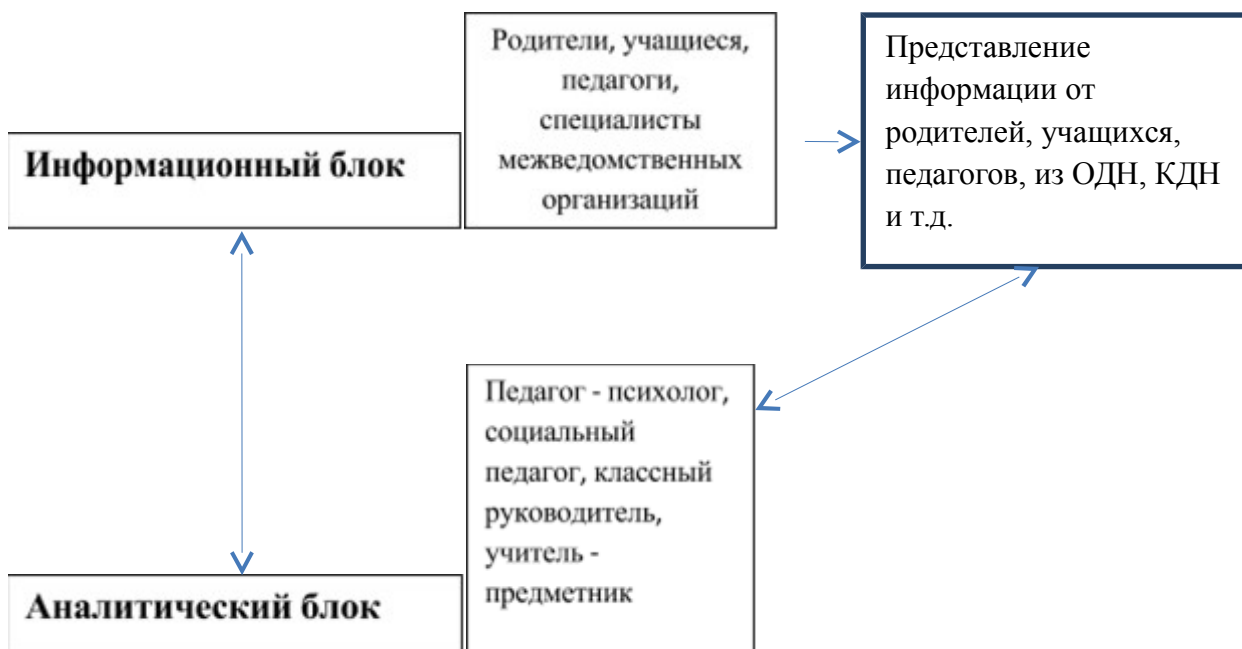 Информационный блок
Родители, учащиеся,
педагоги,
специалисты
межведомственных
организаций
Представление
информации от
родителей, учащихся,
педагогов, из ОДН, КДН
и т.д.
Аналитический блок
Педагог - психолог,
социальный
педагог, классный
руководитель,
учитель -
предметник